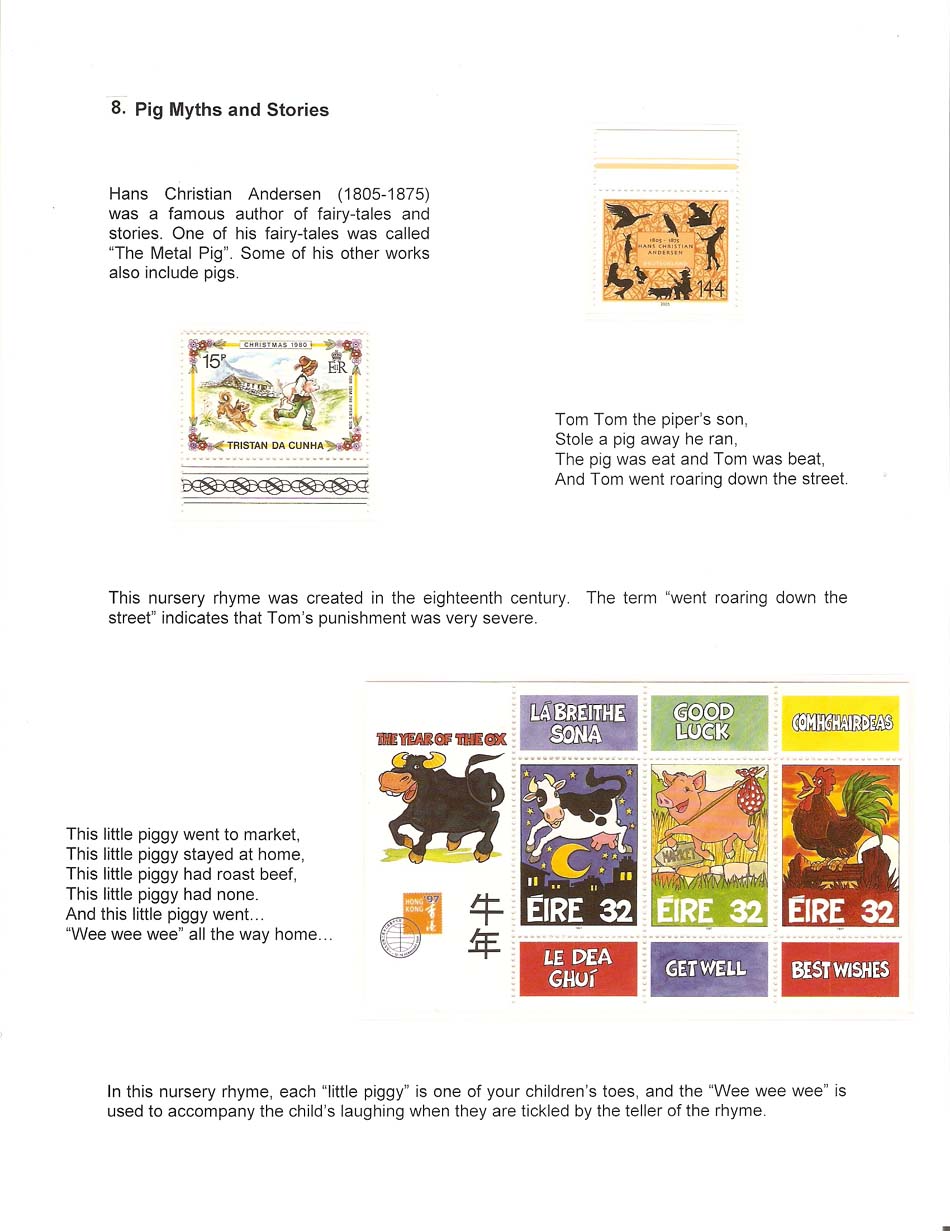 8. Pig Myths and Stories
Hans Christian Andersen (1805-1875)
was a famous author of fairy-tales and
stories. One of his fairy-tales was called
“The Metal Pig”. Some of his other works
also include pigs.
1805 – 1875
HANS CHRISTIAN
ANDERSEN
DEUTSCHLAND
144
2005
CHRISTMAS 1980
15P
EIIR
TRISTAN DA CUNHA
Tom Tom the piper’s son,
Stole a pig away he ran,
The pig was eat and Tom was beat,
And Tom went roaring down the street.
This nursery rhyme was created in the eighteenth century. The term “went roaring down the
street” indicates that Tom’s punishment was very severe.
LÁ BREITHE
SONA
GOOD
LUCK
COMHGHAIRDEAS
THE YEAR OF THE OX
MARKET
HONG
KONG '97
牛
年
ÉIRE 32
ÉIRE 32
ÉIRE 32
LE DEA
GHUÍ
GET WELL
BEST WISHES
This little piggy went to market,
This little piggy stayed at home,
This little piggy had roast beef,
This little piggy had none.
And this little piggy went…
“Wee wee wee” all the way home…
In this nursery rhyme, each “little piggy” is one of your children’s toes, and the “Wee wee wee” is
used to accompany the child’s laughing when they are tickled by the teller of the rhyme.